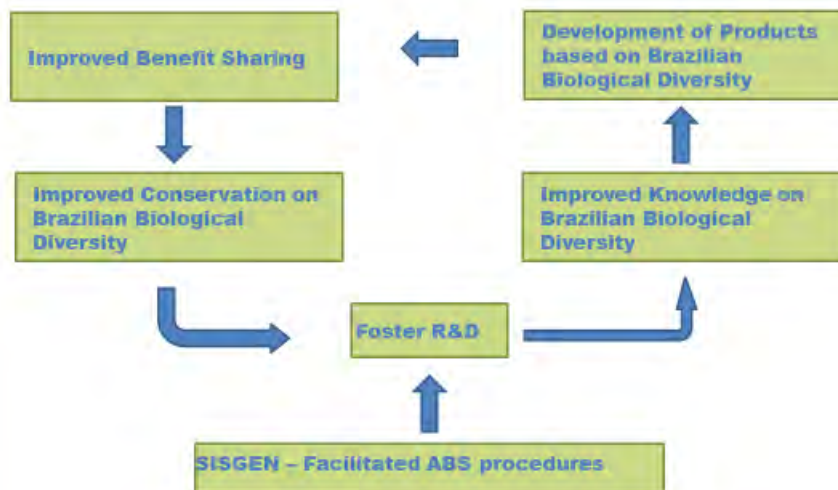 Improved Benefit Sharing
Development of Products
based on Brazilian
Biological Diversity
Improved Conservation on
Brazilian Biological
Diversity
Improved Knowledge on
Brazilian Biological
Diversity
Foster R&D
SISGEN – Facilitated ABS procedures